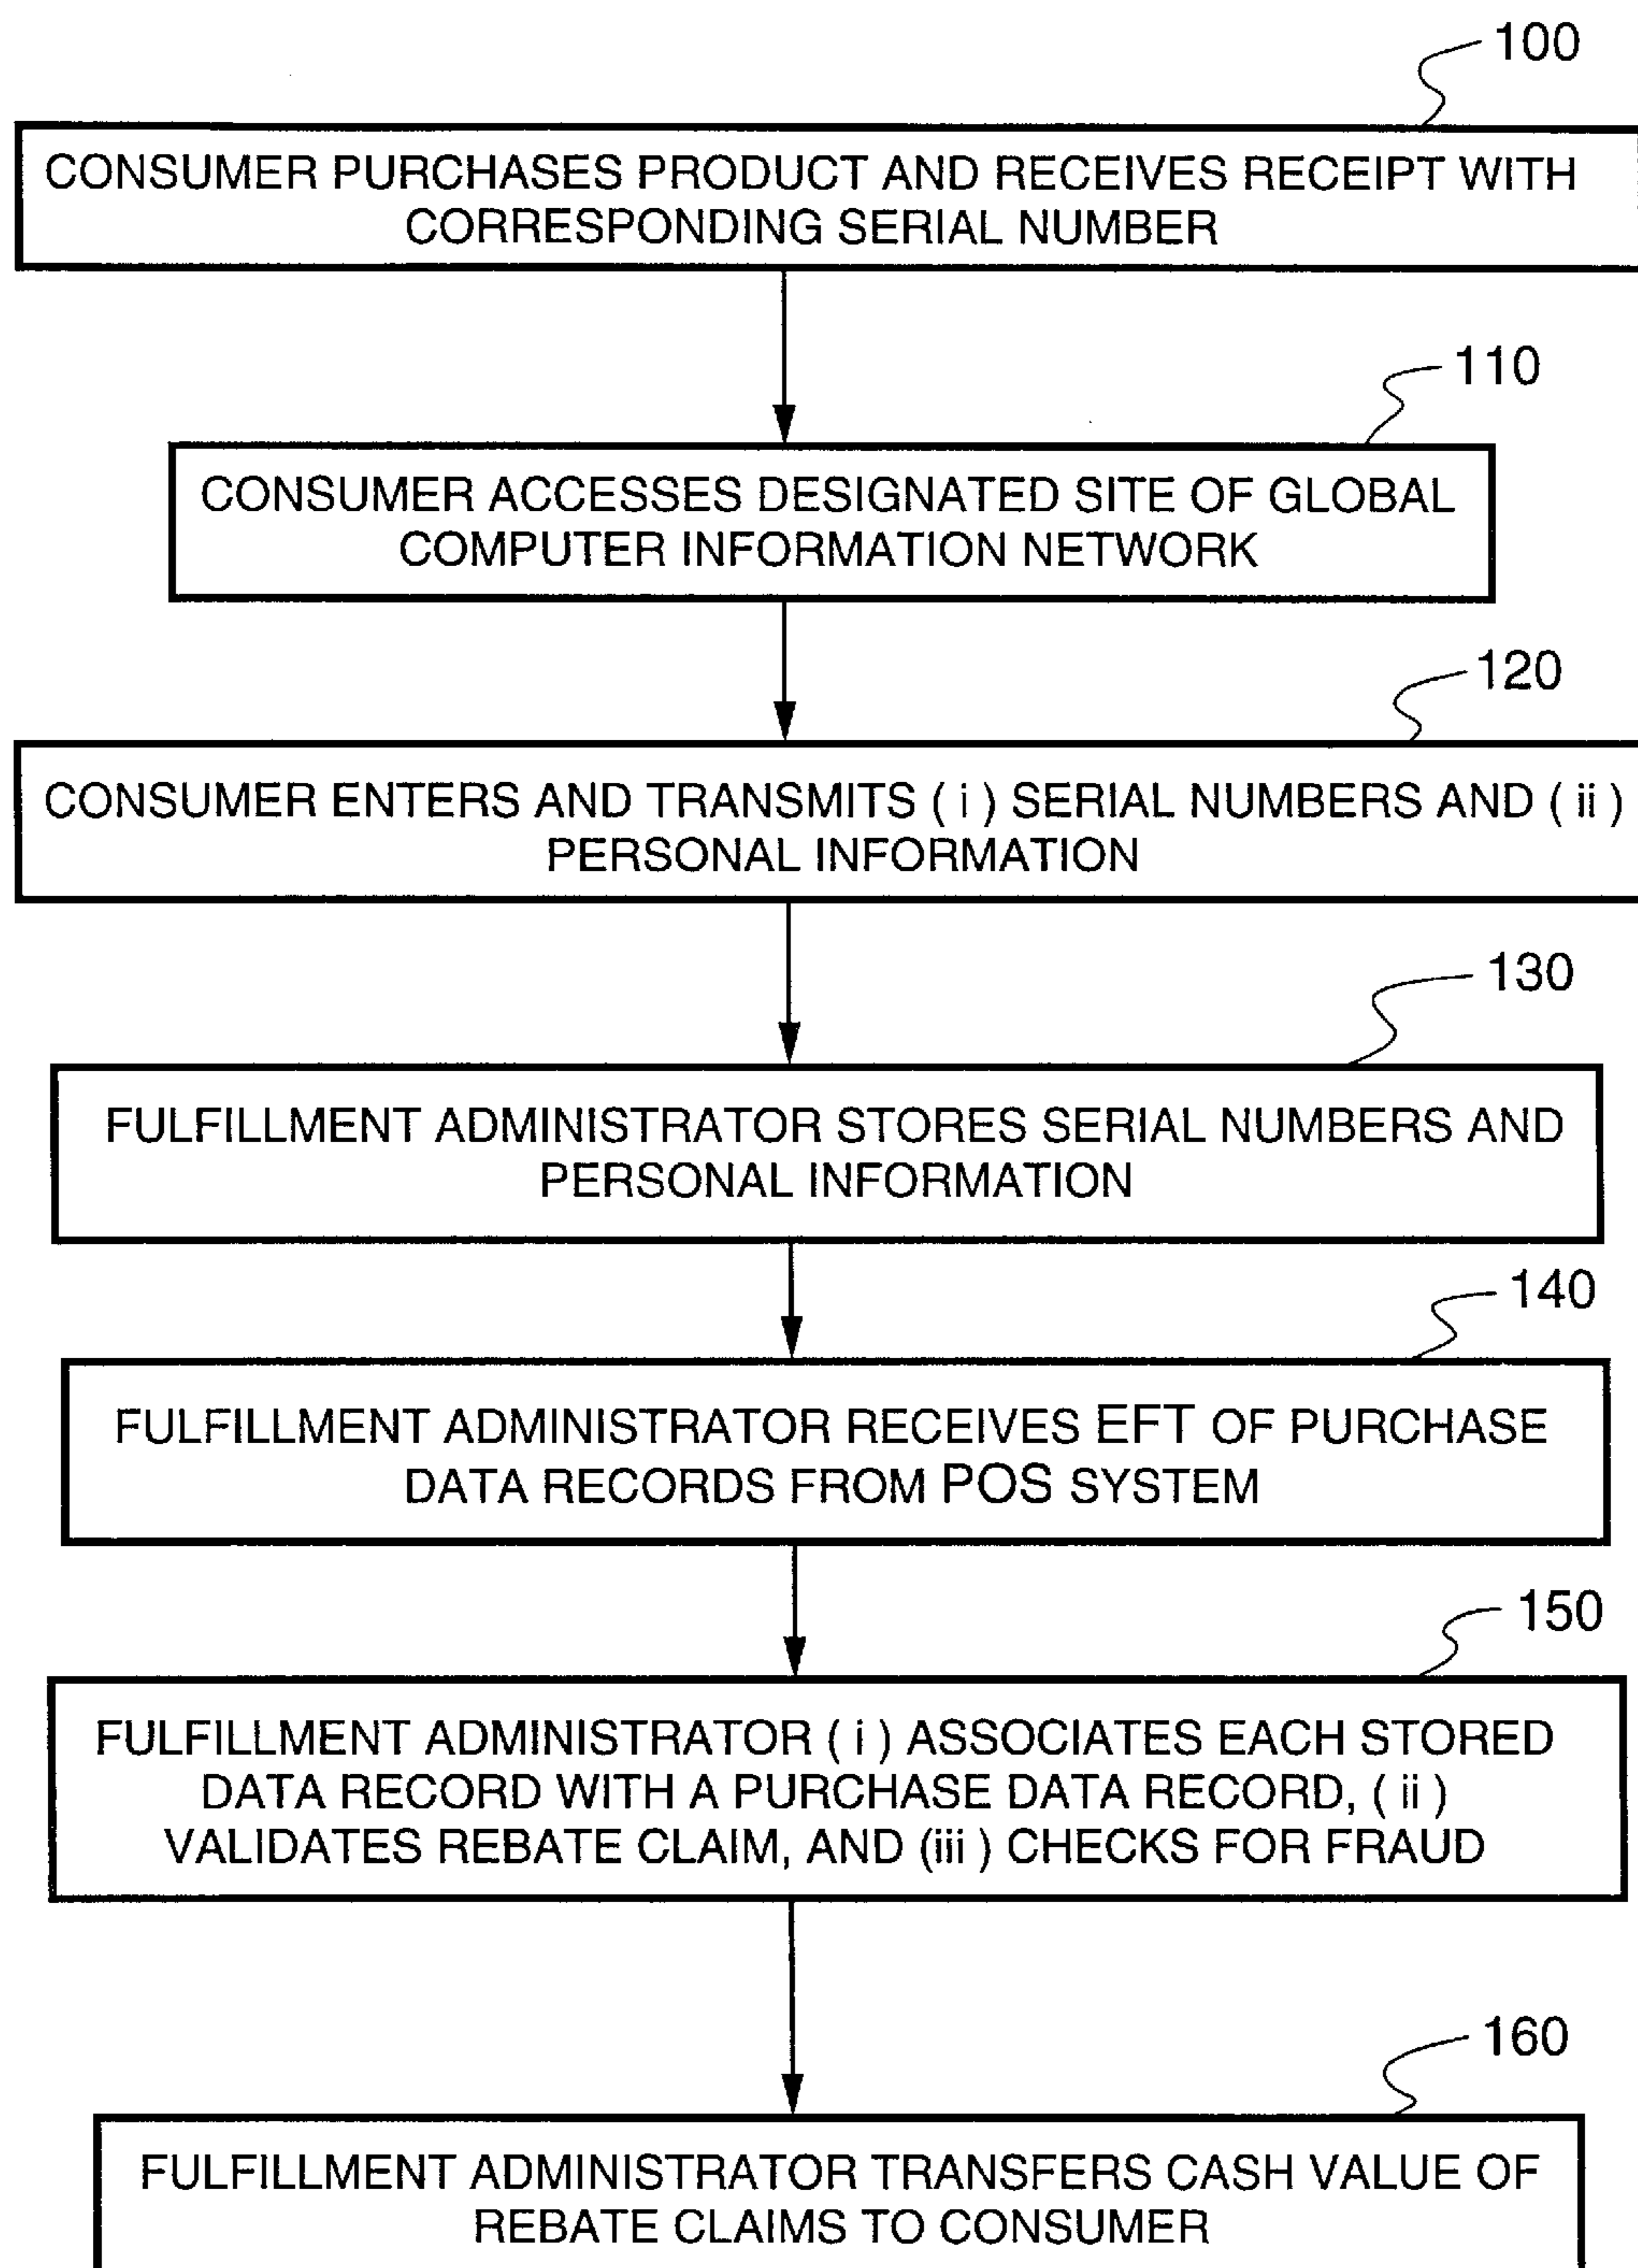 100
CONSUMER PURCHASES PRODUCT AND RECEIVES RECEIPT WITH
CORRESPONDING SERIAL NUMBER
110
CONSUMER ACCESSES DESIGNATED SITE OF GLOBAL
COMPUTER INFORMATION NETWORK
120
CONSUMER ENTERS AND TRANSMITS ( i ) SERIAL NUMBERS AND ( ii )
PERSONAL INFORMATION
130
FULFILLMENT ADMINISTRATOR STORES SERIAL NUMBERS AND
PERSONAL INFORMATION
140
FULFILLMENT ADMINISTRATOR RECEIVES EFT OF PURCHASE
DATA RECORDS FROM POS SYSTEM
150
FULFILLMENT ADMINISTRATOR ( i ) ASSOCIATES EACH STORED
DATA RECORD WITH A PURCHASE DATA RECORD, ( ii )
VALIDATES REBATE CLAIM, AND (iii ) CHECKS FOR FRAUD
160
FULFILLMENT ADMINISTRATOR TRANSFERS CASH VALUE OF
REBATE CLAIMS TO CONSUMER